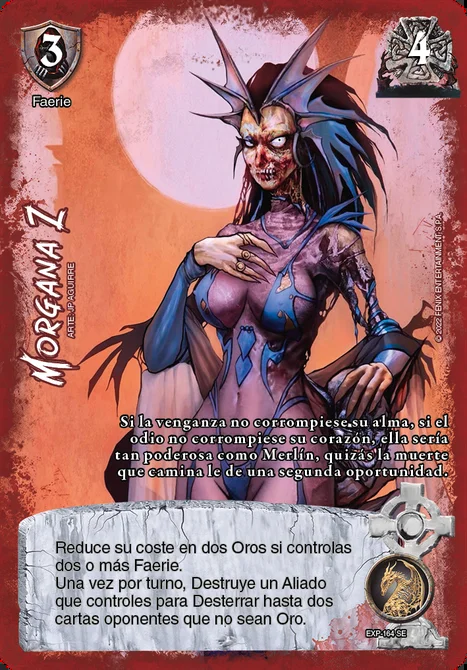 3
Faerie
4
Morgana Z
ARTE: JP AGUIRRE
© 2022 FENIX ENTERTAINMENT S.P.A.
Si la venganza no corrompiese su alma, si el
odio no corrompiese su corazón, ella sería
tan poderosa como Merlín, quizás la muerte
que camina le de una segunda oportunidad.
Reduce su coste en dos Oros si controlas
dos o más Faerie.
Una vez por turno, Destruye un Aliado
que controles para Desterrar hasta dos
cartas oponentes que no sean Oro.
EXP-164 SE